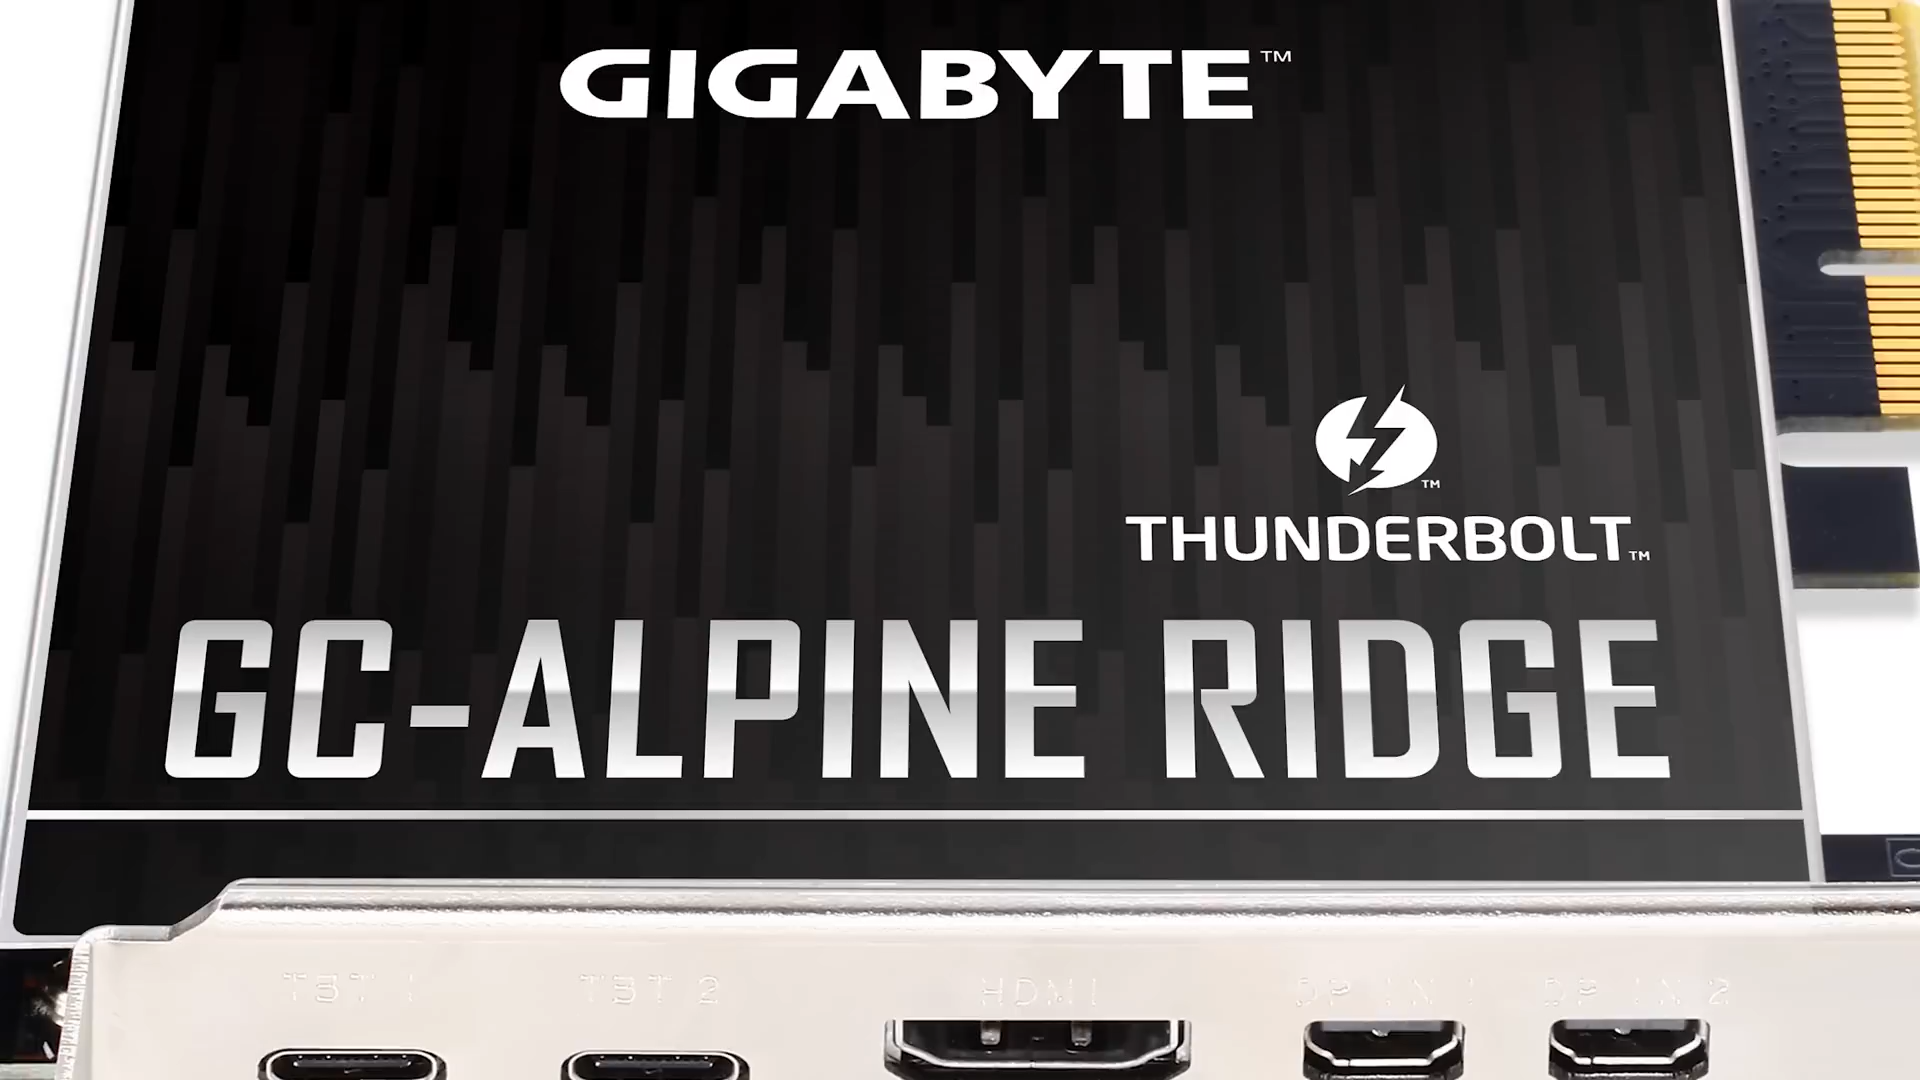 GIGABYTE™
THUNDERBOLT™
GC-ALPINE RIDGE
TBT 1 TBT 2 HDMI DP IN 1 DP IN 2